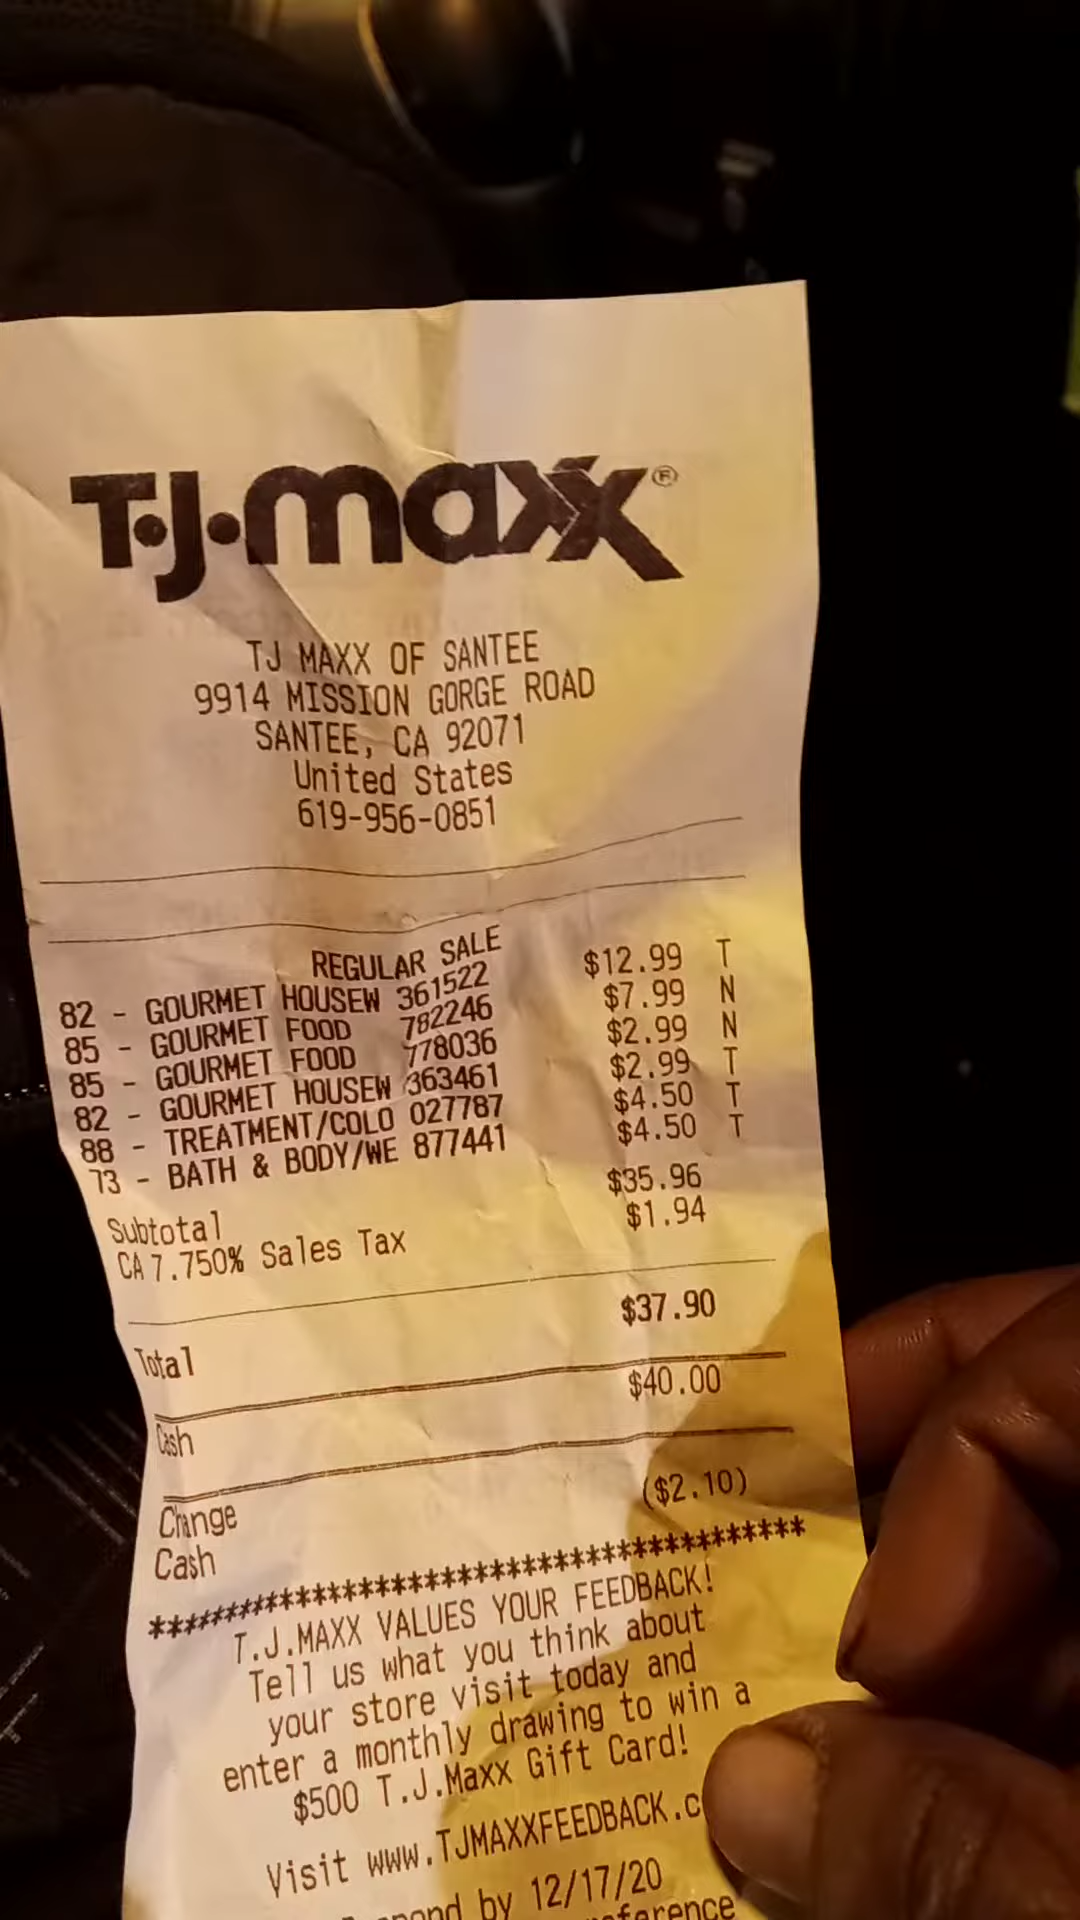 T·J·maxx®
TJ MAXX OF SANTEE
9914 MISSION GORGE ROAD
SANTEE, CA 92071
United States
619-956-0851
REGULAR SALE
82 - GOURMET HOUSEW 361522 $12.99 T
85 - GOURMET FOOD 782246 $7.99 N
85 - GOURMET FOOD 778036 $2.99 N
82 - GOURMET HOUSEW 363461 $2.99 T
88 - TREATMENT/COLO 027787 $4.50 T
73 - BATH & BODY/WE 877441 $4.50 T
Subtotal $35.96
CA 7.750% Sales Tax $1.94
Total $37.90
Cash $40.00
Change
Cash ($2.10)
******************************************
T.J.MAXX VALUES YOUR FEEDBACK!
Tell us what you think about
your store visit today and
enter a monthly drawing to win a
$500 T.J.Maxx Gift Card!
Visit www.TJMAXXFEEDBACK.c
by 12/17/20